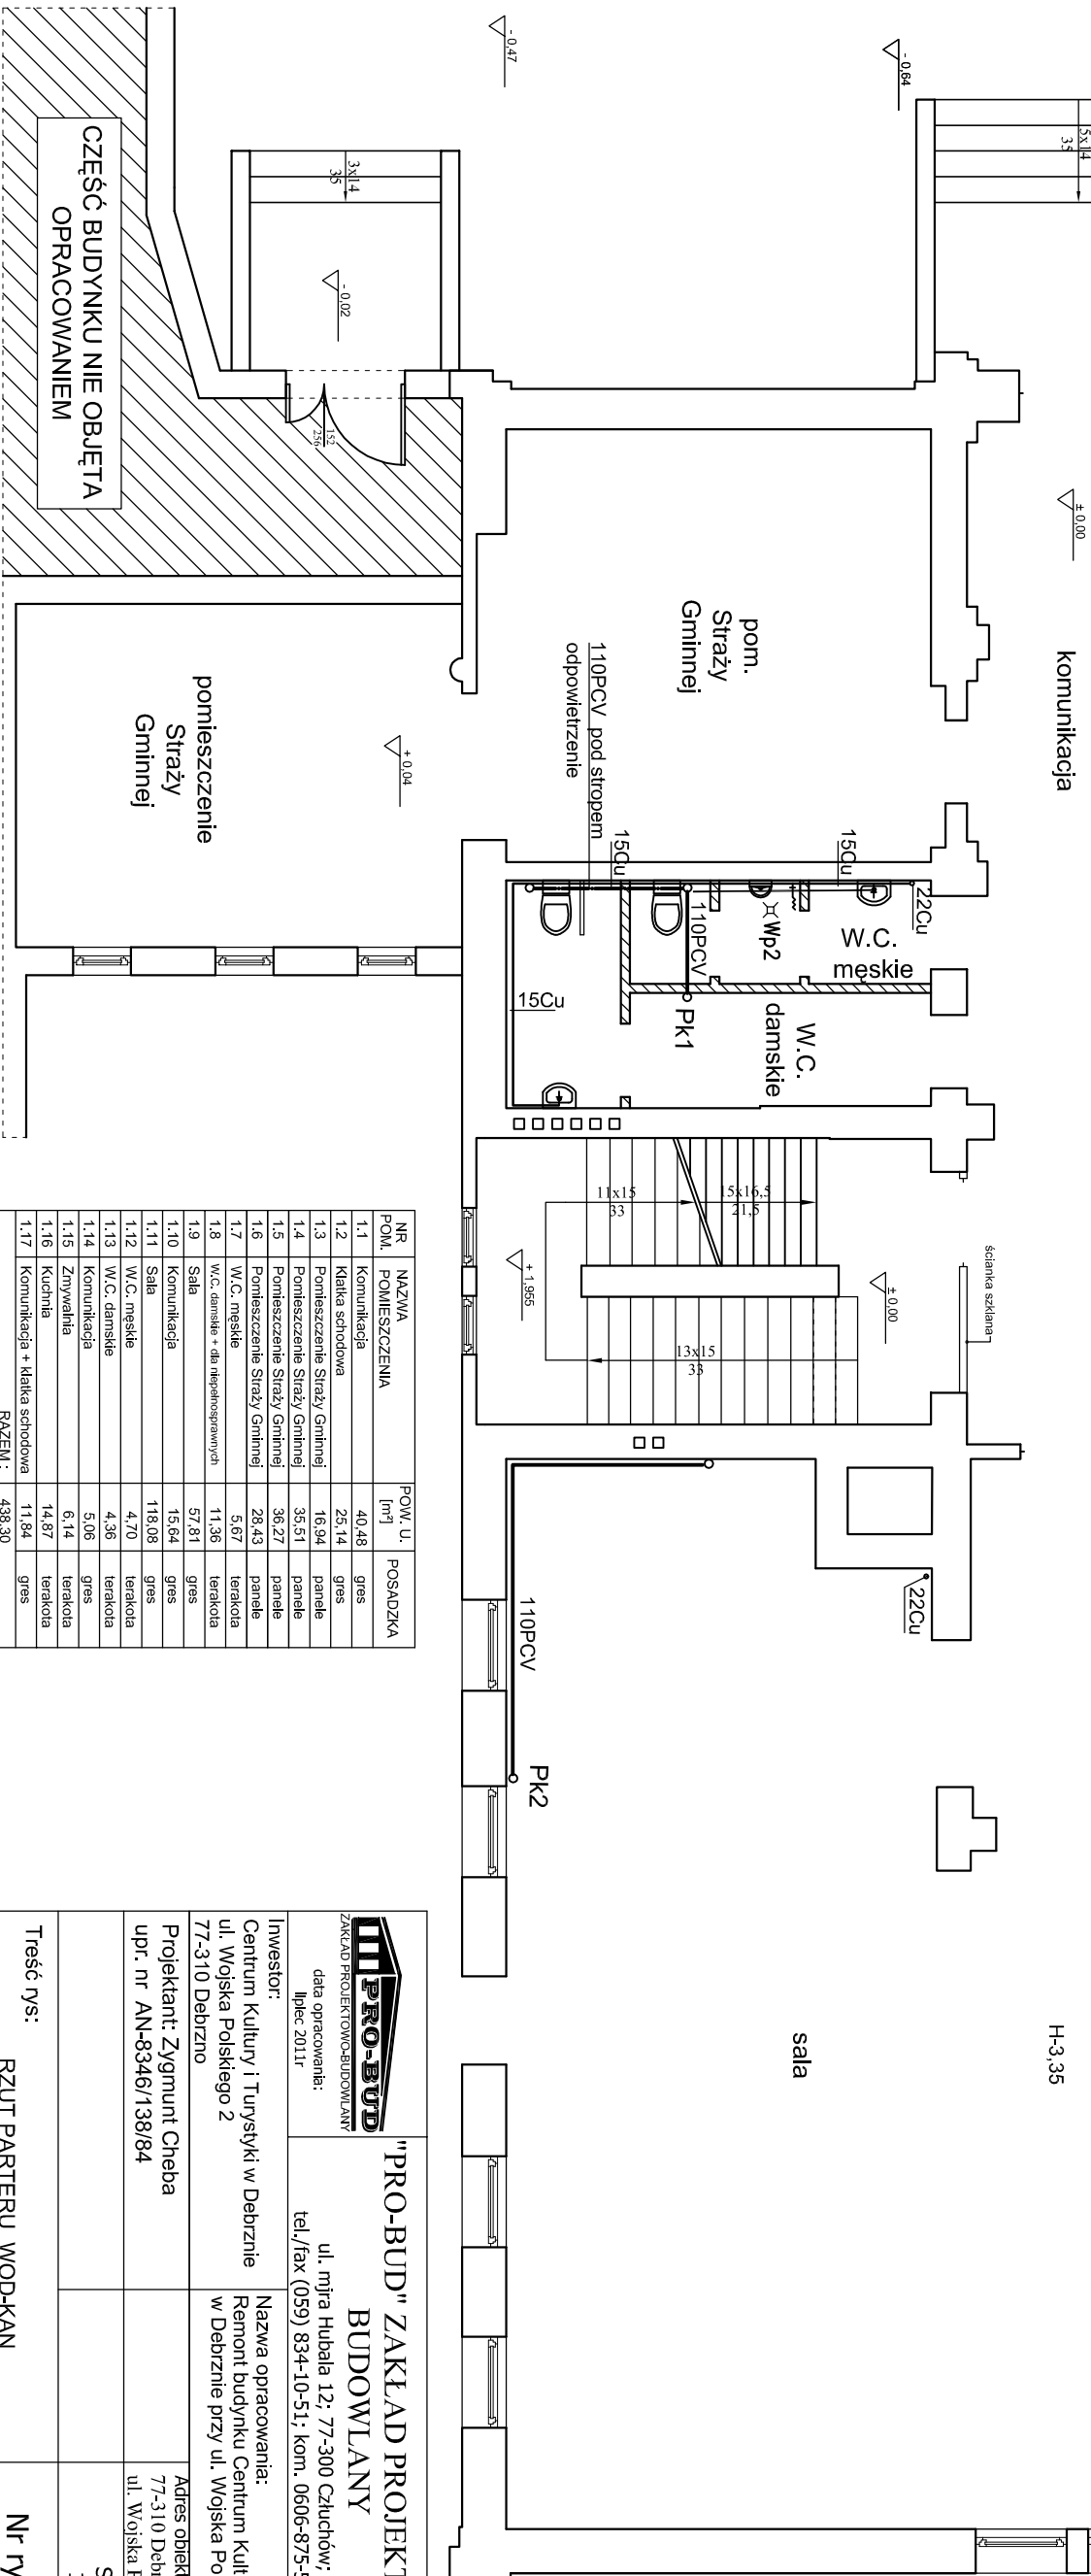 - 0,47
- 0,64
5x14
35
3x14
35
- 0,02
152
256
CZĘŚĆ BUDYNKU NIE OBJĘTA
OPRACOWANIEM
± 0,00
komunikacja
pom.
Straży
Gminnej
110PCV pod stropem
odpowietrzenie
pomieszczenie
Straży
Gminnej
+ 0,04
15Cu
15Cu
22Cu
W.C.
męskie
Wp2
110PCV
Pk1
W.C.
damskie
15Cu
11x15
33
15x16,5
21,5
13x15
33
+ 1,955
± 0,00
ścianka szklana
22Cu
110PCV
Pk2
sala
H-3,35
NR POM. NAZWA POMIESZCZENIA POW. U. [m²] POSADZKA
1.1 Komunikacja 40,48 gres
1.2 Klatka schodowa 25,14 gres
1.3 Pomieszczenie Straży Gminnej 16,94 panele
1.4 Pomieszczenie Straży Gminnej 35,51 panele
1.5 Pomieszczenie Straży Gminnej 36,27 panele
1.6 Pomieszczenie Straży Gminnej 28,43 panele
1.7 W.C. męskie 5,67 terakota
1.8 W.C. damskie + dla niepełnosprawnych 11,36 terakota
1.9 Sala 57,81 gres
1.10 Komunikacja 15,64 gres
1.11 Sala 118,08 gres
1.12 W.C. męskie 4,70 terakota
1.13 W.C. damskie 4,36 terakota
1.14 Komunikacja 5,06 gres
1.15 Zmywalnia 6,14 terakota
1.16 Kuchnia 14,87 terakota
1.17 Komunikacja + klatka schodowa 11,84 gres
RAZEM : 438,30
PRO-BUD
ZAKŁAD PROJEKTOWO-BUDOWLANY
data opracowania:
lipiec 2011r
"PRO-BUD" ZAKŁAD PROJEKT
BUDOWLANY
ul. mjra Hubala 12; 77-300 Człuchów;
tel./fax (059) 834-10-51; kom. 0606-875-5
Inwestor:
Centrum Kultury i Turystyki w Debrznie
ul. Wojska Polskiego 2
77-310 Debrzno
Nazwa opracowania:
Remont budynku Centrum Kult
w Debrznie przy ul. Wojska Po
Projektant: Zygmunt Cheba
upr. nr AN-8346/138/84
Adres obiek
77-310 Deb
ul. Wojska
Treść rys:
RZUT PARTERU WOD-KAN
Nr ry